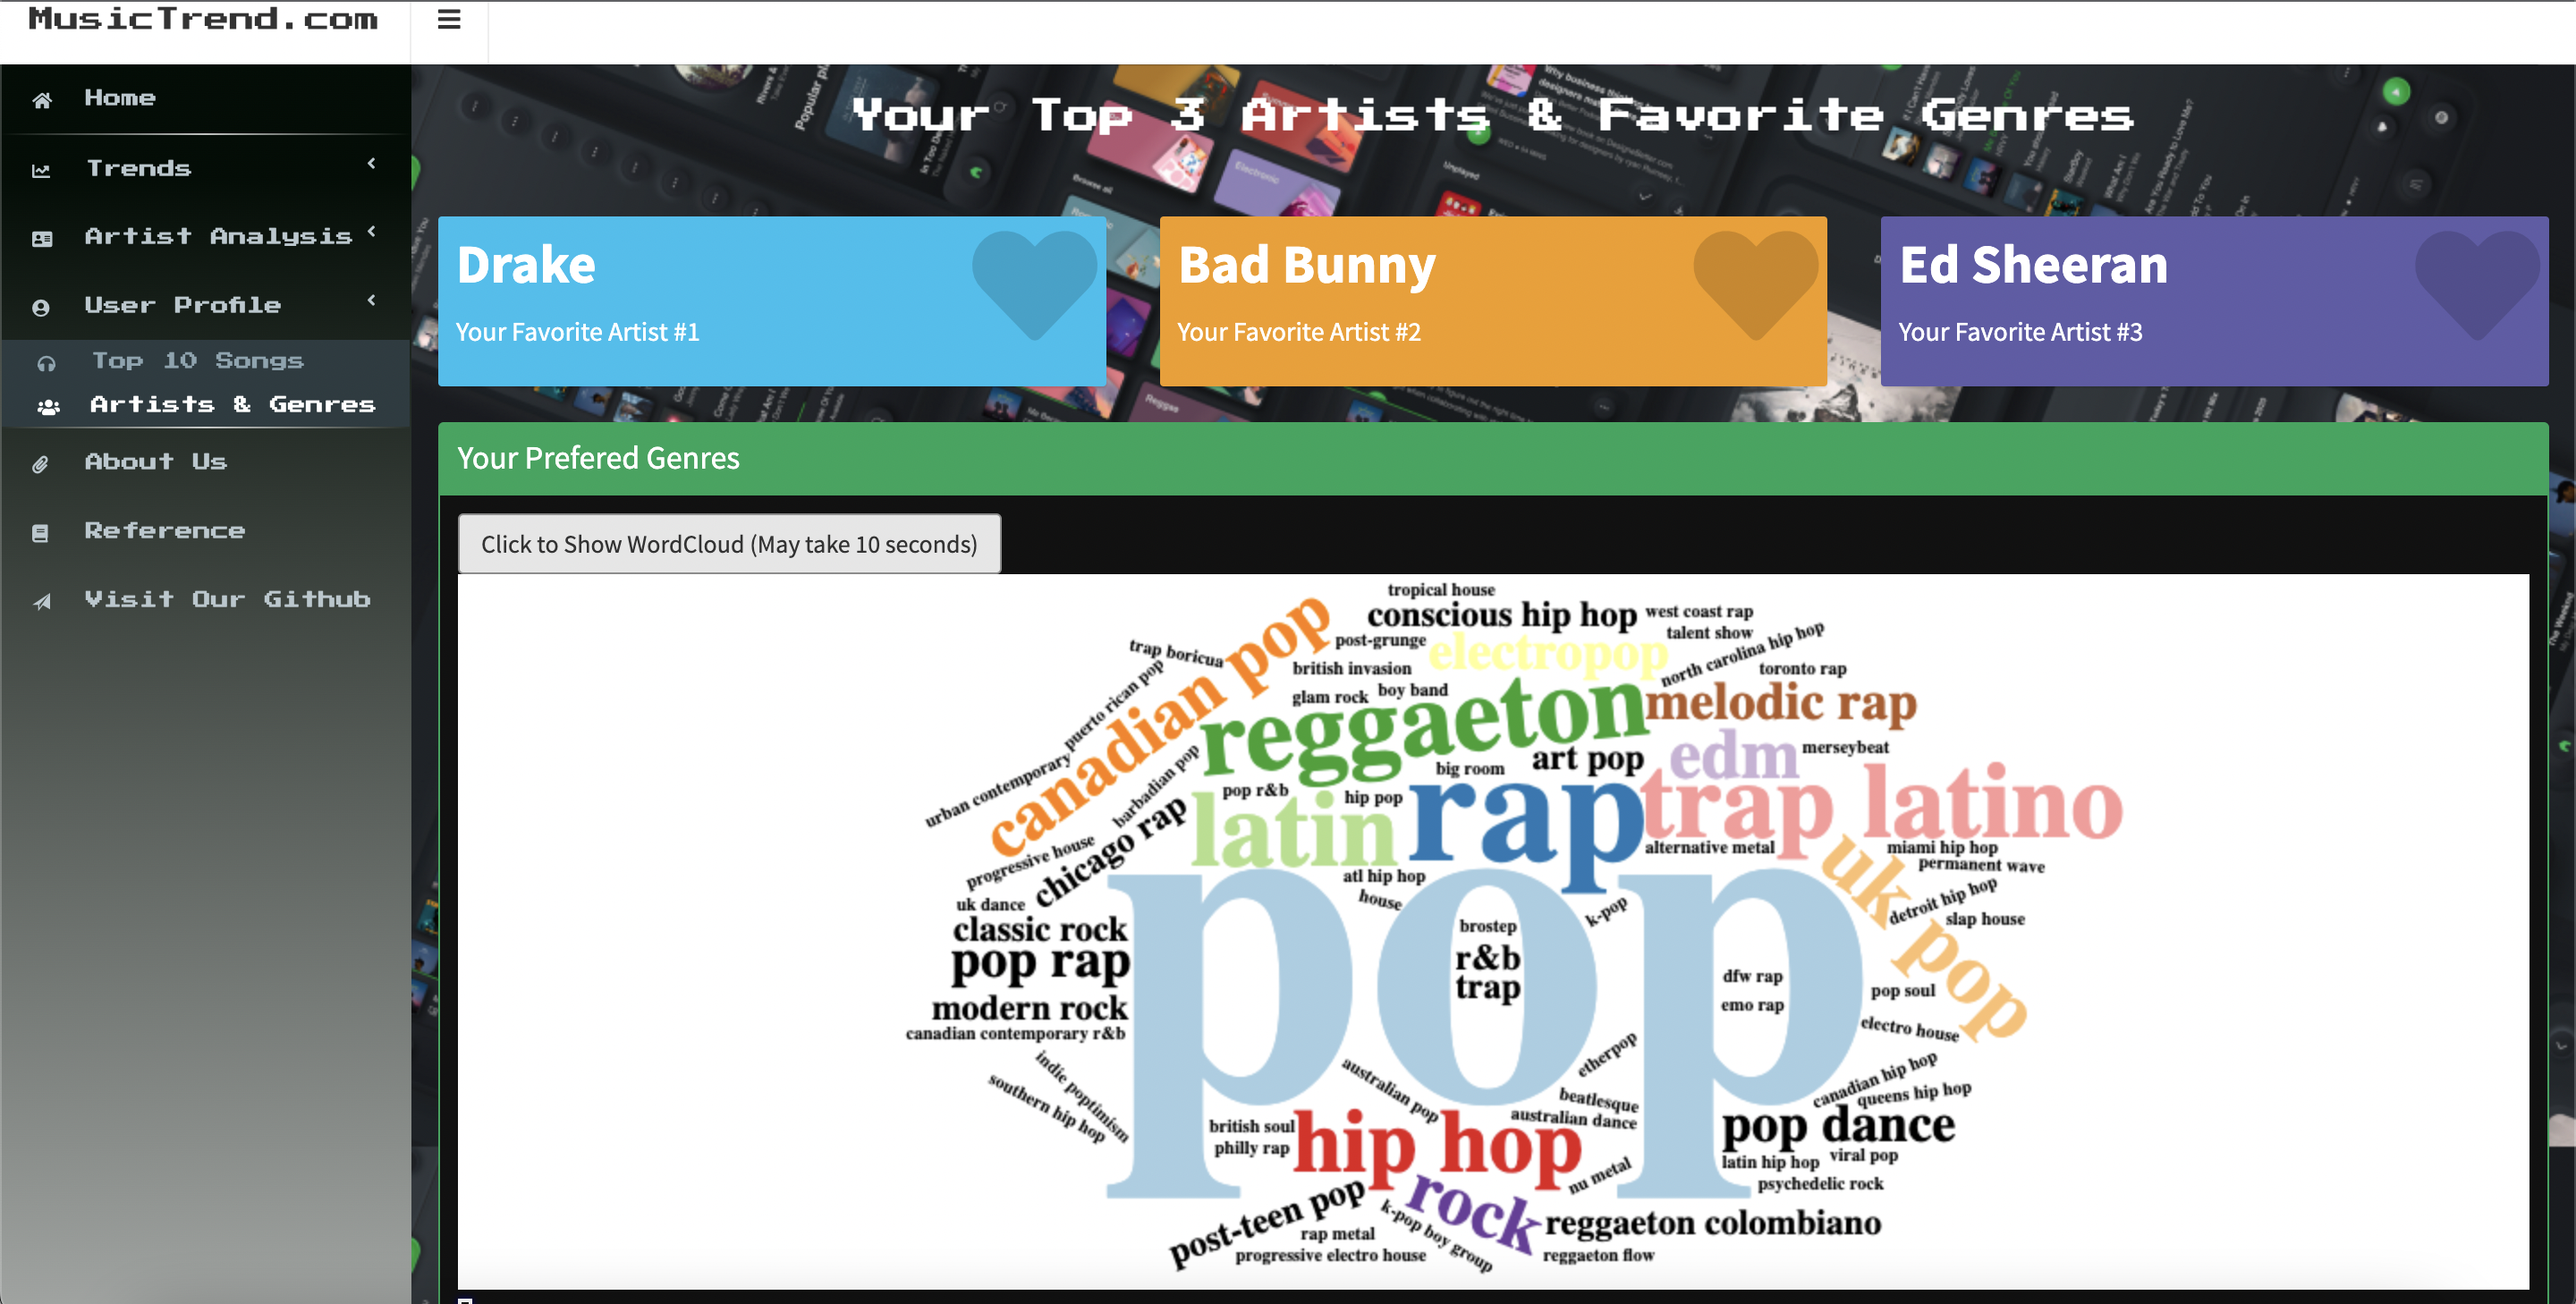 MusicTrend.com
Home
Trends
Artist Analysis
User Profile
Top 10 Songs
Artists & Genres
About Us
Reference
Visit Our Github
Your Top 3 Artists & Favorite Genres
Drake
Your Favorite Artist #1
Bad Bunny
Your Favorite Artist #2
Ed Sheeran
Your Favorite Artist #3
Your Prefered Genres
Click to Show WordCloud (May take 10 seconds)
tropical house
conscious hip hop
west coast rap
talent show
north carolina hip hop
toronto rap
post-grunge
electropop
british invasion
glam rock
boy band
trap boricua
puerto rican pop
urban contemporary
canadian pop
barbadian pop
reggaeton
melodic rap
edm
merseybeat
art pop
big room
pop r&b
hip pop
latin
rap
trap latino
alternative metal
miami hip hop
permanent wave
uk pop
detroit hip hop
slap house
progressive house
chicago rap
uk dance
classic rock
pop rap
modern rock
canadian contemporary r&b
indie poptimism
southern hip hop
atl hip hop
house
k-pop
brostep
r&b
trap
pop
dfw rap
emo rap
pop soul
electro house
etherpop
australian pop
beatlesque
australian dance
canadian hip hop
queens hip hop
british soul
philly rap
hip hop
nu metal
pop dance
latin hip hop
viral pop
psychedelic rock
rock
post-teen pop
rap metal
progressive electro house
k-pop boy group
reggaeton colombiano
reggaeton flow
Popular
Browse all
Electronic
Reggae